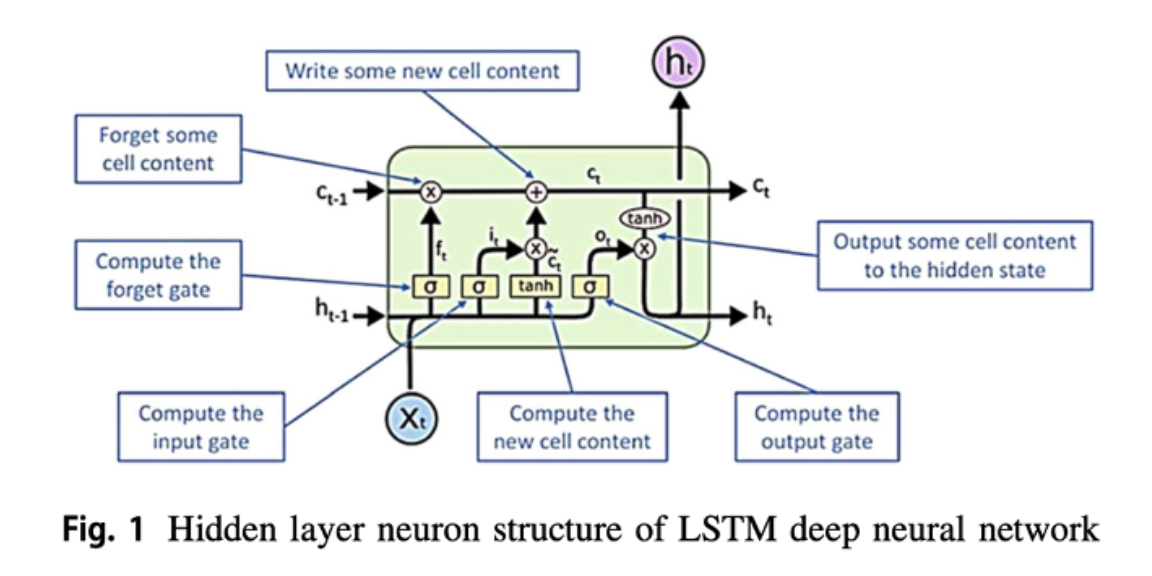 Write some new cell content
hₜ
Forget some
cell content
cₜ
cₜ₋₁
x
+
cₜ
tanh
fₜ
iₜ
x
c̃ₜ
oₜ
x
Output some cell content
to the hidden state
Compute the
forget gate
σ
σ
tanh
σ
hₜ₋₁
hₜ
Compute the
input gate
Xₜ
Compute the
new cell content
Compute the
output gate
Fig. 1 Hidden layer neuron structure of LSTM deep neural network